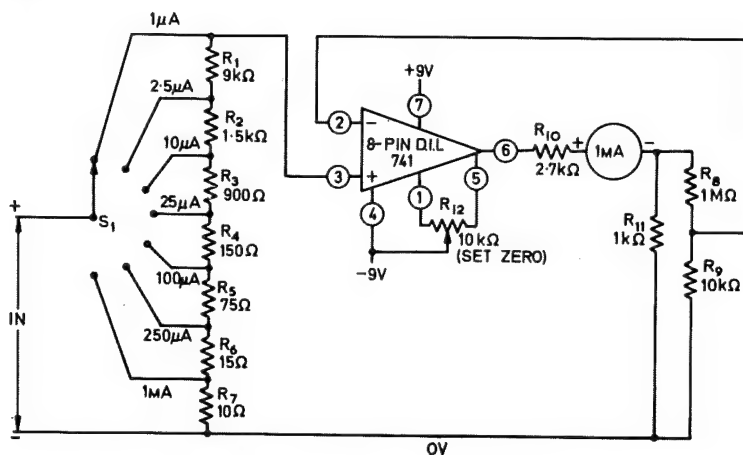 1μA
R1
9kΩ
2·5μA
R2
1·5kΩ
10μA
R3
900Ω
25μA
R4
150Ω
100μA
R5
75Ω
250μA
R6
15Ω
1MA
R7
10Ω
+
S1
IN
-
0V
+9V
7
2
-
8-PIN D.I.L
741
3
+
6
5
4
1
R12
10kΩ
(SET ZERO)
-9V
R10
2.7kΩ
+
1MA
-
R8
1MΩ
R11
1kΩ
R9
10kΩ